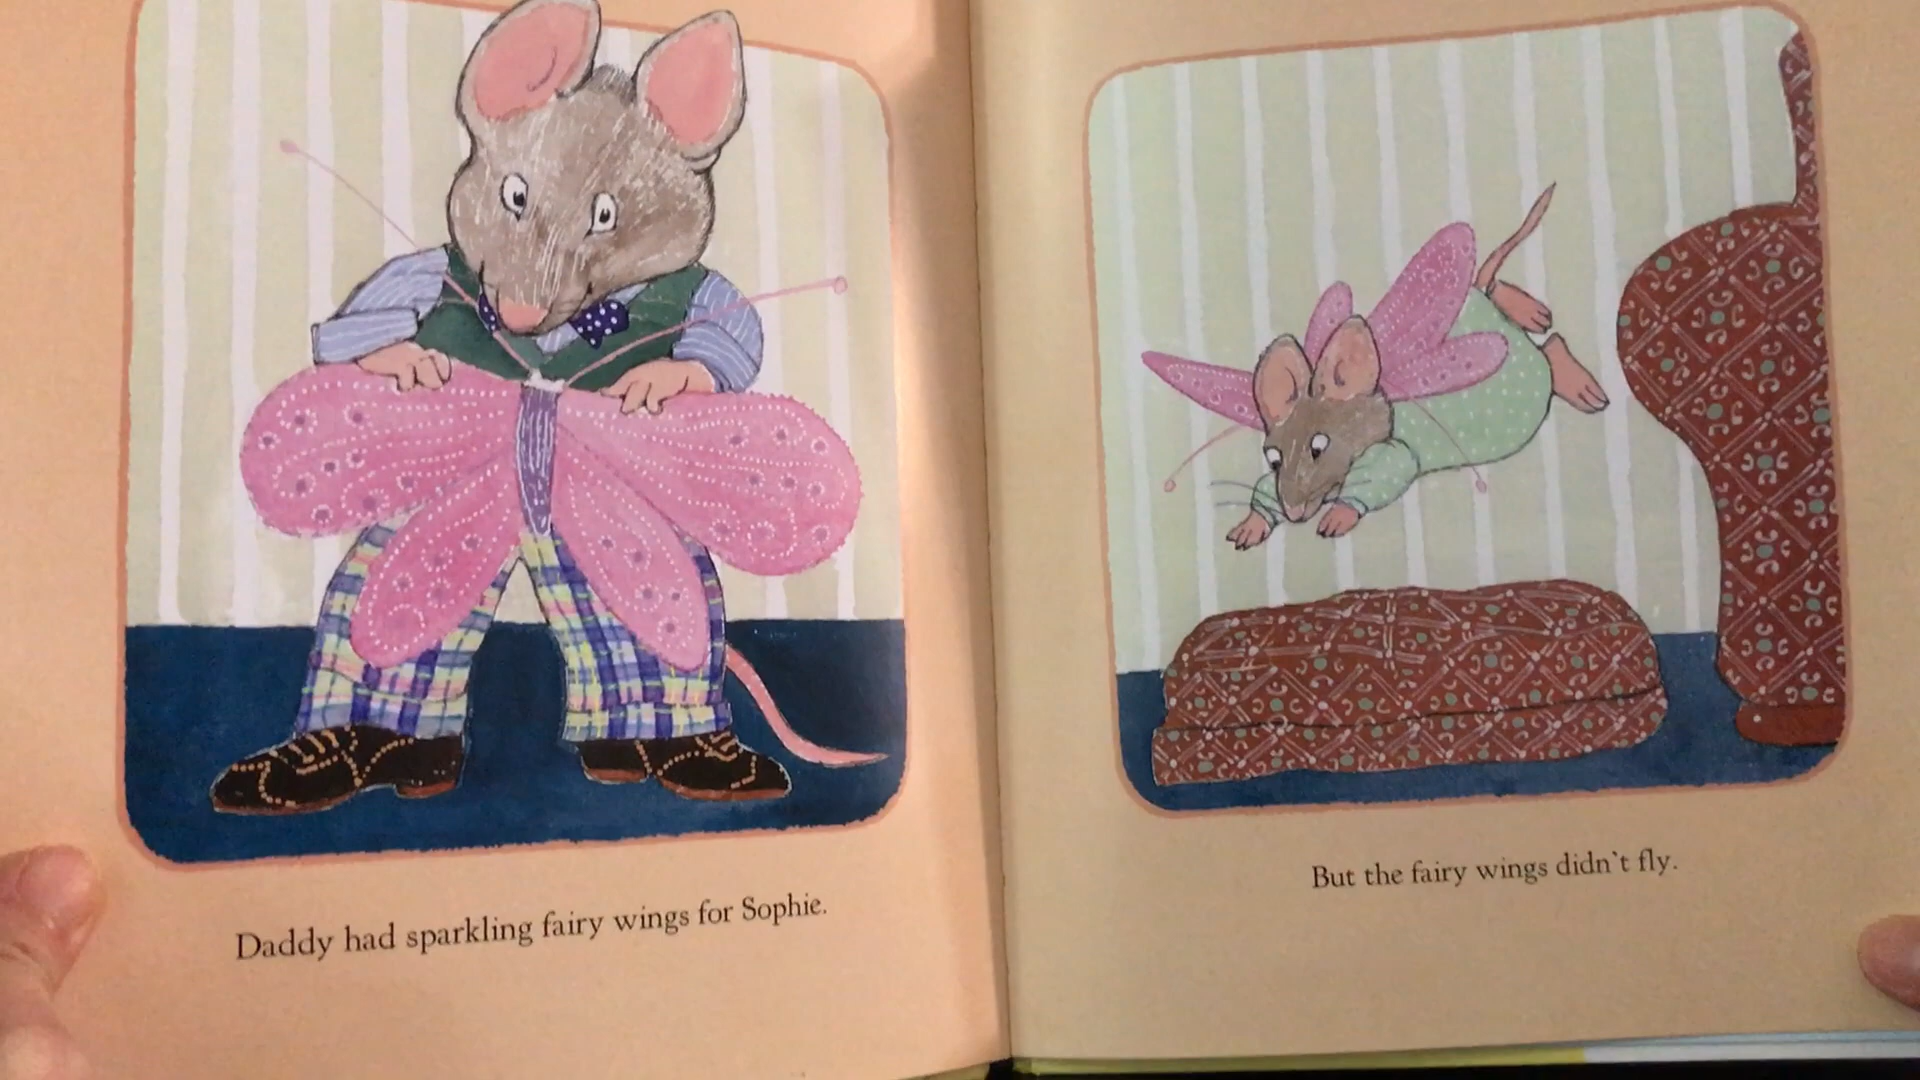 Daddy had sparkling fairy wings for Sophie.
But the fairy wings didn`t fly.